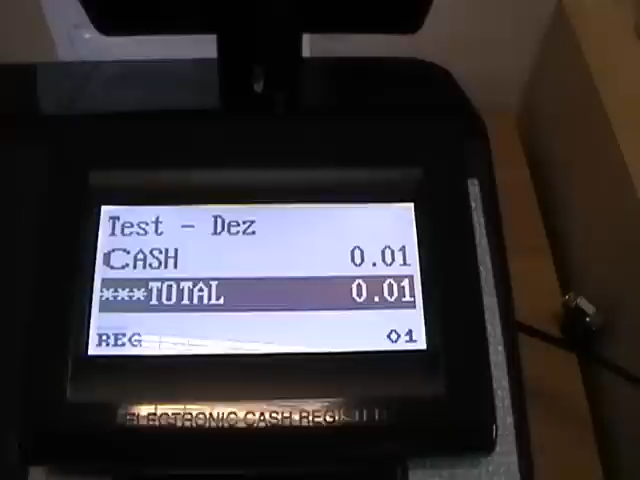 Test - Dez
CASH 0.01
***TOTAL 0.01
REG 01
ELECTRONIC CASH REGISTER